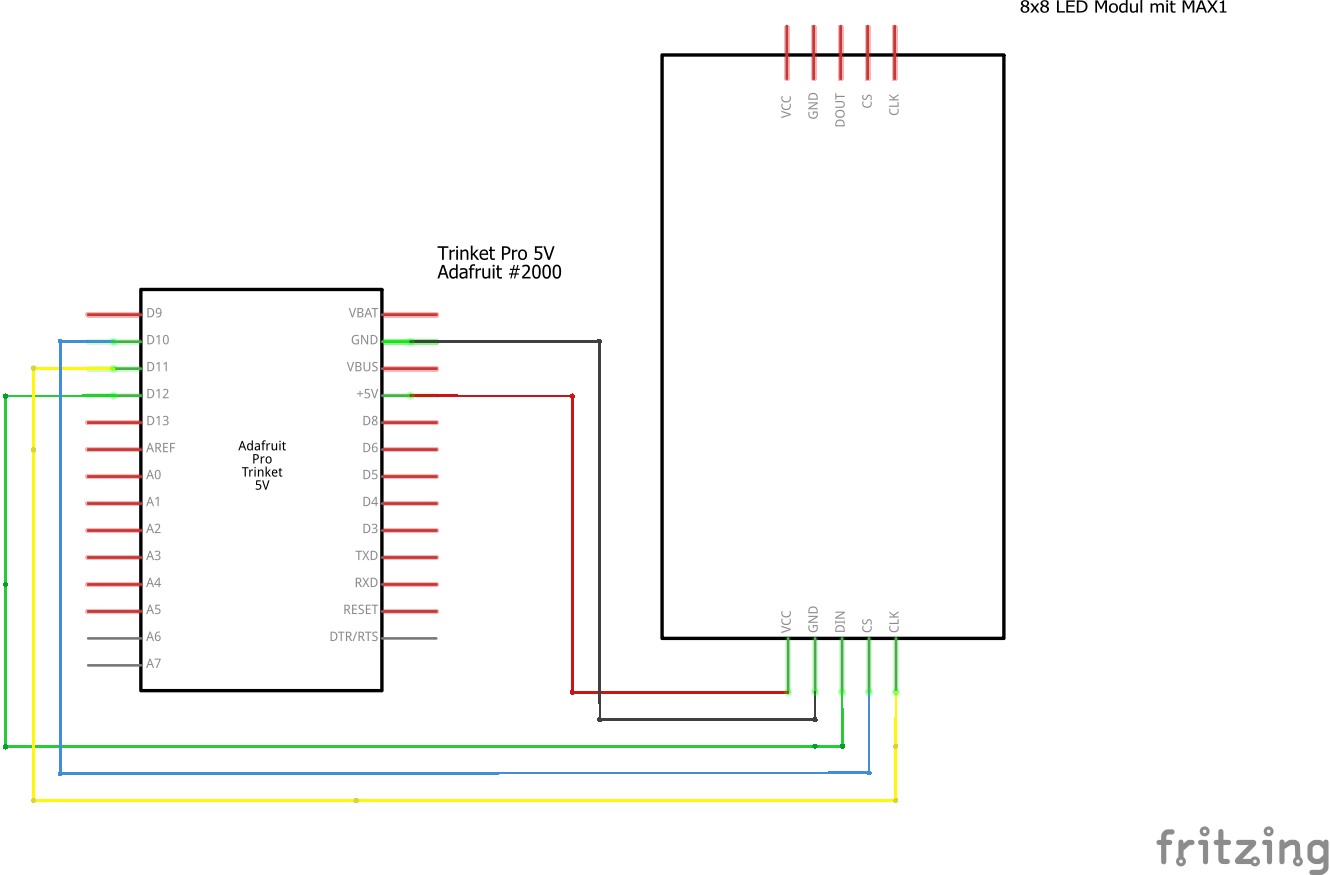 8x8 LED Modul mit MAX1
VCC
GND
DOUT
CS
CLK
Trinket Pro 5V
Adafruit #2000
D9
D10
D11
D12
D13
AREF
A0
A1
A2
A3
A4
A5
A6
A7
Adafruit
Pro
Trinket
5V
VBAT
GND
VBUS
+5V
D8
D6
D5
D4
D3
TXD
RXD
RESET
DTR/RTS
VCC
GND
DIN
CS
CLK
fritzing